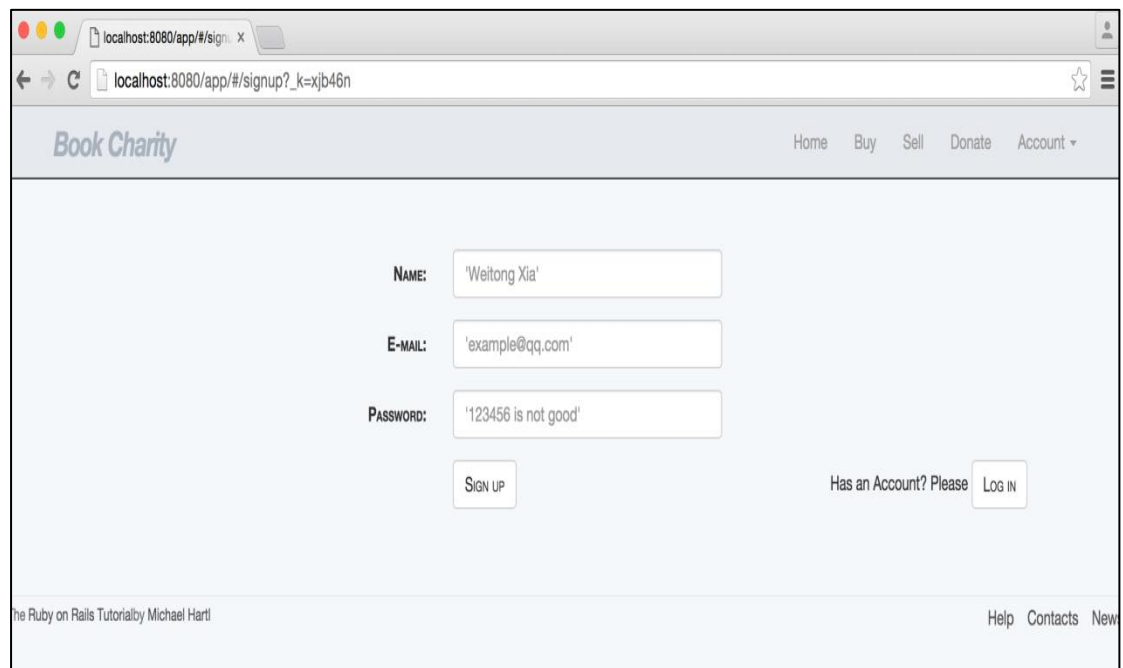 localhost:8080/app/#/sign
localhost:8080/app/#/signup?_k=xjb46n
Book Charity
Home Buy Sell Donate Account
NAME: 'Weitong Xia'
E-MAIL: 'example@qq.com'
PASSWORD: '123456 is not good'
SIGN UP
Has an Account? Please LOG IN
he Ruby on Rails Tutorialby Michael Hartl
Help Contacts New